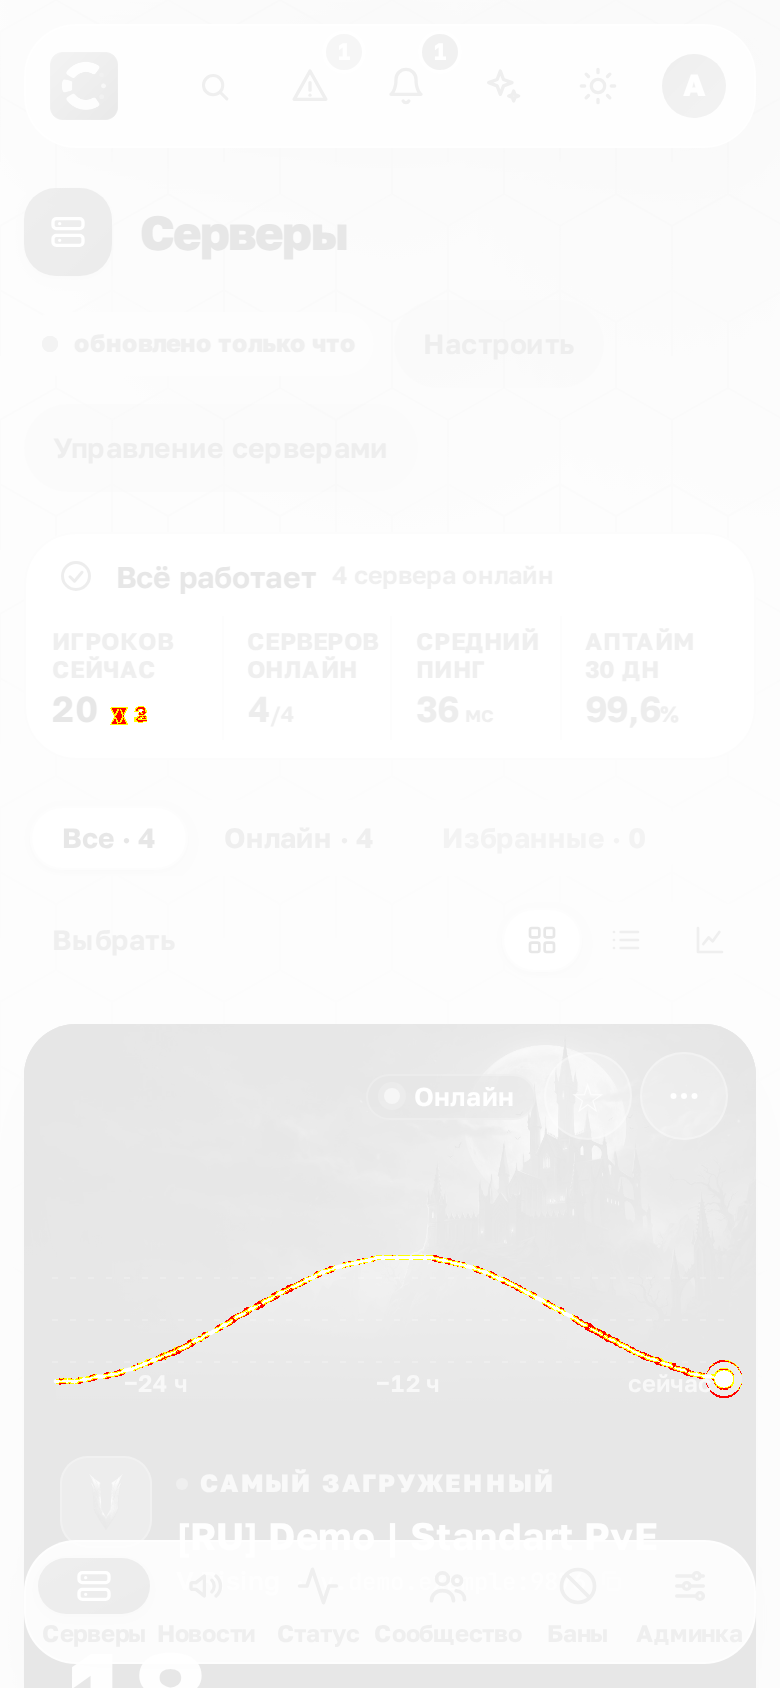 1
1
A
Серверы
обновлено только что
Настроить
Управление серверами
Всё работает 4 сервера онлайн
ИГРОКОВ СЕЙЧАС
20
СЕРВЕРОВ ОНЛАЙН
4/4
СРЕДНИЙ ПИНГ
36 мс
АПТАЙМ 30 ДН
99,6%
Все · 4
Онлайн · 4
Избранные · 0
Выбрать
Онлайн
−24 ч
−12 ч
САМЫЙ ЗАГРУЖЕННЫЙ
[RU] Demo | Standart PvE
Серверы
Новости
Статус
Сообщество
Баны
Админка